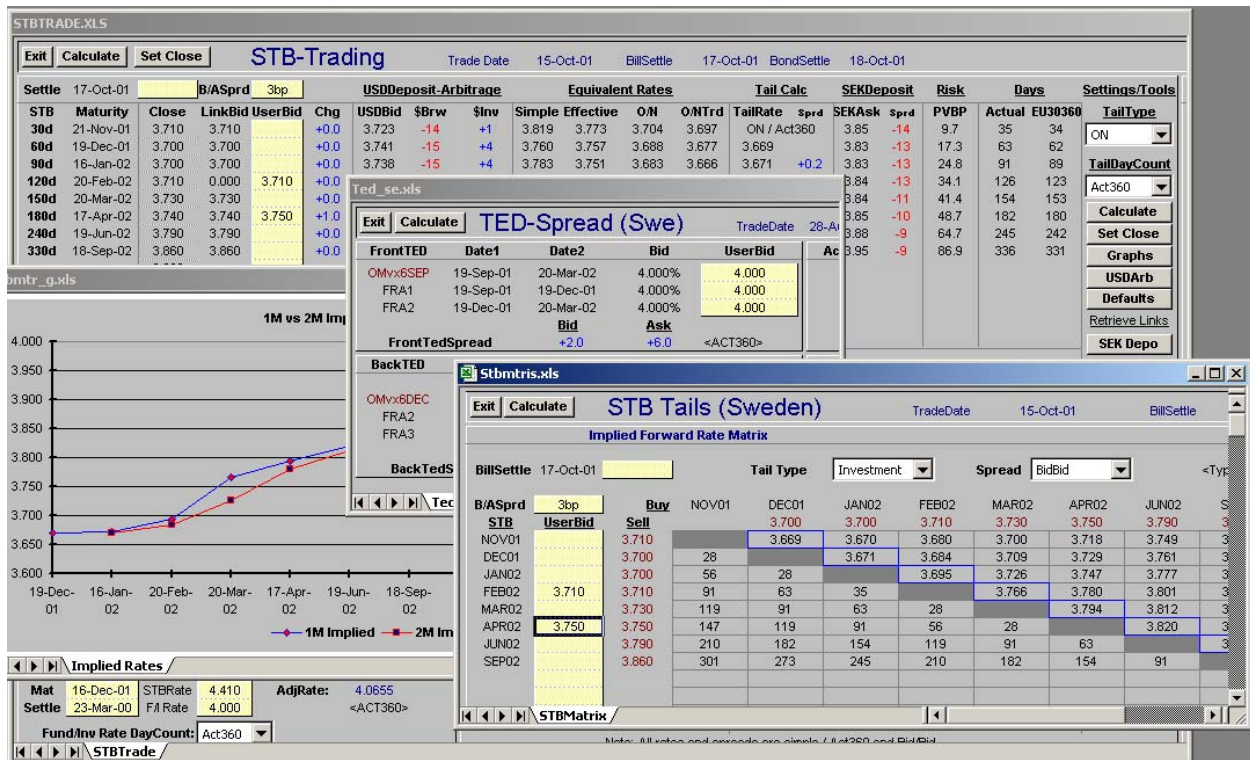 STBTRADE.XLS
Exit Calculate Set Close STB-Trading Trade Date 15-Oct-01 BillSettle 17-Oct-01 BondSettle 18-Oct-01
Settle 17-Oct-01 B/ASprd 3bp USDDeposit-Arbitrage Equivalent Rates Tail Calc SEKDeposit Risk Days Settings/Tools
STB Maturity Close LinkBid UserBid Chg USDBid $Brw $Inv Simple Effective O/N O/NTrd TailRate Sprd SEKAsk Sprd PVBP Actual EU30360 TailType
30d 21-Nov-01 3.710 3.710 +0.0 3.723 -14 +1 3.819 3.773 3.704 3.697 ON / Act360 3.85 -14 9.7 35 34 ON
60d 19-Dec-01 3.700 3.700 +0.0 3.741 -15 +4 3.760 3.757 3.688 3.677 3.669 3.83 -13 17.3 63 62
90d 16-Jan-02 3.700 3.700 +0.0 3.738 -15 +4 3.783 3.751 3.683 3.666 3.671 +0.2 3.83 -13 24.8 91 89 TailDayCount
120d 20-Feb-02 3.710 0.000 3.710 +0.0 3.84 -13 34.1 126 123 Act360
150d 20-Mar-02 3.730 3.730 +0.0 3.84 -11 41.4 154 153
180d 17-Apr-02 3.740 3.740 3.750 +1.0 3.85 -10 48.7 182 180 Calculate
240d 19-Jun-02 3.790 3.790 +0.0 3.88 -9 64.7 245 242 Set Close
330d 18-Sep-02 3.860 3.860 +0.0 3.95 -9 86.9 336 331 Graphs
USDArb
Defaults
Retrieve Links
SEK Depo
Ted_se.xls
Exit Calculate TED-Spread (Swe) TradeDate
FrontTED Date1 Date2 Bid UserBid
OMvx6SEP 19-Sep-01 20-Mar-02 4.000% 4.000
FRA1 19-Sep-01 19-Dec-01 4.000% 4.000
FRA2 19-Dec-01 20-Mar-02 4.000% 4.000
Bid Ask
FrontTedSpread +2.0 +6.0 <ACT360>
BackTED
OMvx6DEC
FRA2
FRA3
1M vs 2M
4.000
3.950
3.900
3.850
3.800
3.750
3.700
3.650
3.600
19-Dec-01 16-Jan-02 20-Feb-02 20-Mar-02 17-Apr-02 19-Jun-02 18-Sep-02
1M Implied 2M
Implied Rates
Stbmtris.xls
Exit Calculate STB Tails (Sweden) TradeDate 15-Oct-01 BillSettle
Implied Forward Rate Matrix
BillSettle 17-Oct-01 Tail Type Investment Spread BidBid
B/ASprd 3bp Buy NOV01 DEC01 JAN02 FEB02 MAR02 APR02 JUN02
STB UserBid Sell 3.700 3.700 3.710 3.730 3.750 3.790
NOV01 3.710 3.669 3.670 3.680 3.700 3.718 3.749
DEC01 3.700 28 3.671 3.684 3.709 3.729 3.761
JAN02 3.700 56 28 3.695 3.726 3.747 3.777
FEB02 3.710 3.710 91 63 35 3.766 3.780 3.801
MAR02 3.730 119 91 63 28 3.794 3.812
APR02 3.750 3.750 147 119 91 56 28 3.820
JUN02 3.790 210 182 154 119 91 63
SEP02 3.860 301 273 245 210 182 154 91
STBMatrix
Mat 16-Dec-01 STBRate 4.410 AdjRate: 4.0655
Settle 23-Mar-00 F/I Rate 4.000 <ACT360>
Fund/Inv Rate DayCount: Act360
STBTrade